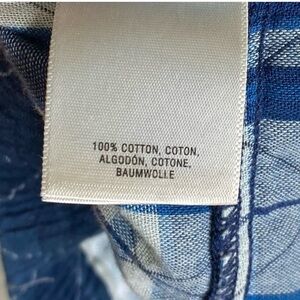 100% COTTON, COTON,
ALGODÓN, COTONE,
BAUMWOLLE